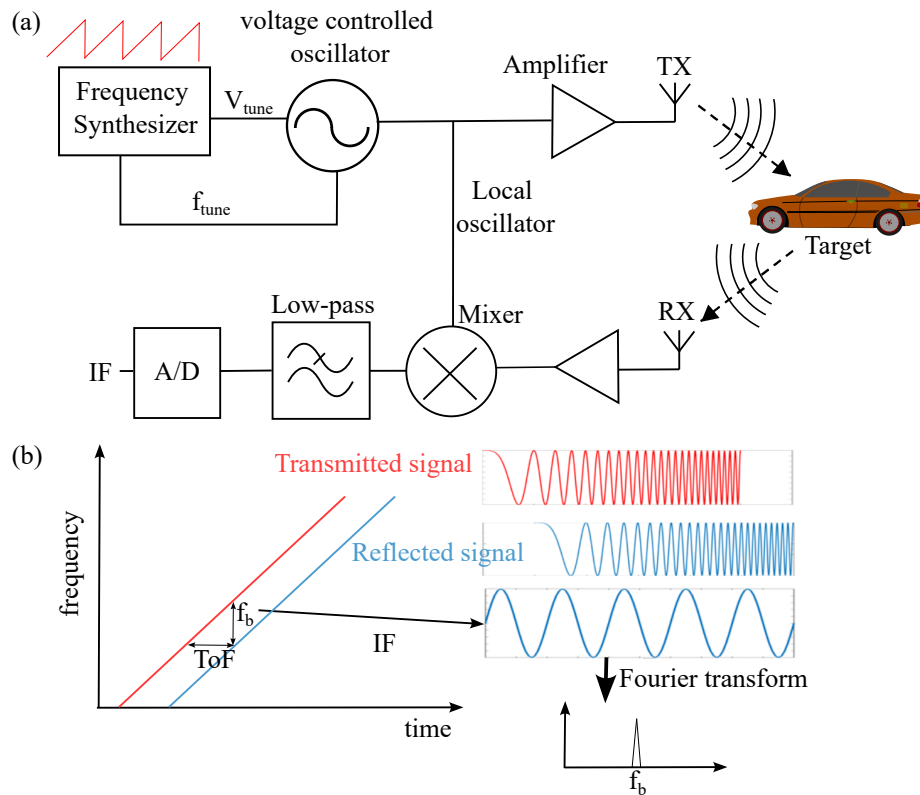 (a)
voltage controlled
oscillator
Frequency
Synthesizer
V_tune
f_tune
Amplifier
TX
Local
oscillator
Target
Low-pass
Mixer
RX
IF
A/D
(b)
Transmitted signal
Reflected signal
frequency
f_b
ToF
IF
time
Fourier transform
f_b